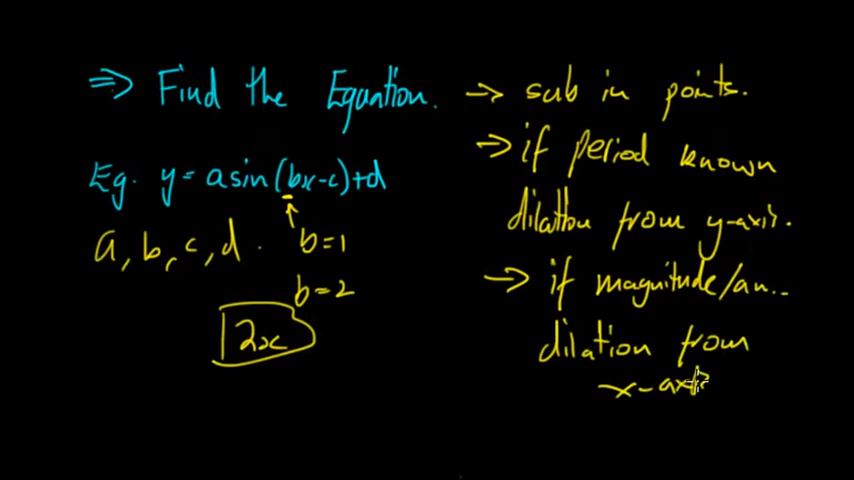 ⇒ Find the Equation.
Eg. y = a sin(bx-c)+d
a, b, c, d.
b=1
b=2
2x
→ sub in points.
→ if period known
dilation from y-axis.
→ if magnitude/an...
dilation from
x-axis